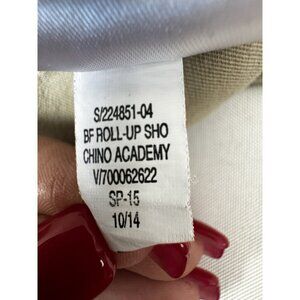 S/224851-04
BF ROLL-UP SHO
CHINO ACADEMY
V/700062622
SP-15
10/14